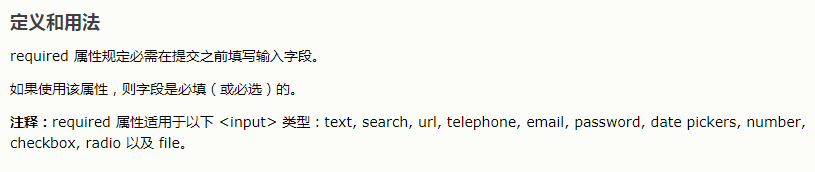 定义和用法
required 属性规定必需在提交之前填写输入字段。
如果使用该属性，则字段是必填（或必选）的。
注释：required 属性适用于以下 <input> 类型：text, search, url, telephone, email, password, date pickers, number,
checkbox, radio 以及 file。